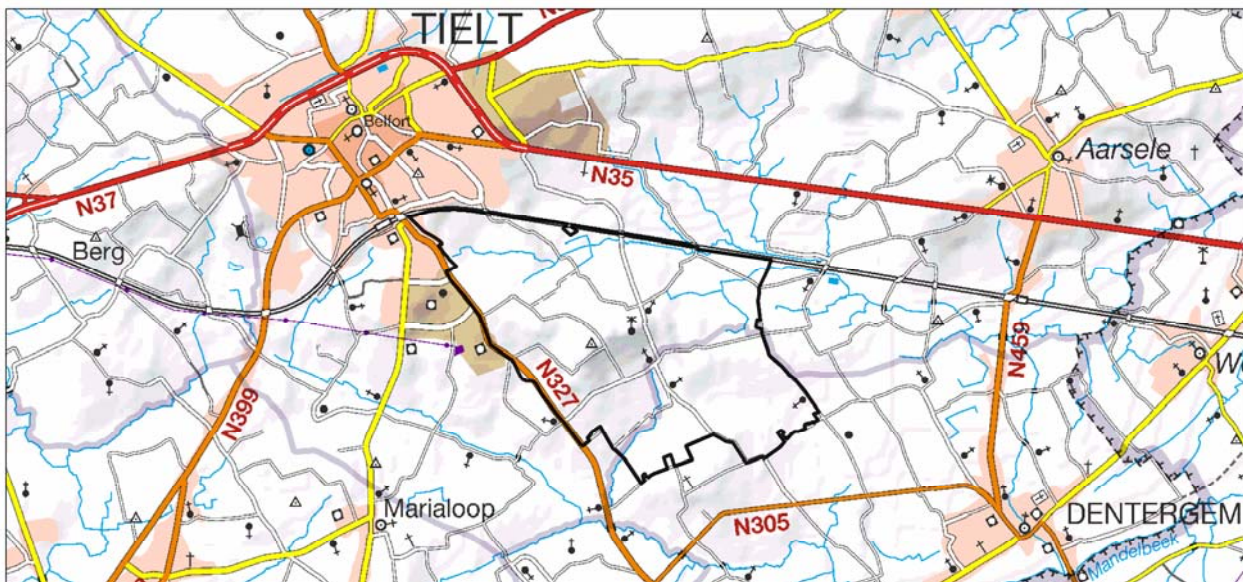 TIELT
Belfort
Aarsele
N35
N37
Berg
N459
N327
N399
Marialoop
N305
DENTERGEM
Mandelbeek